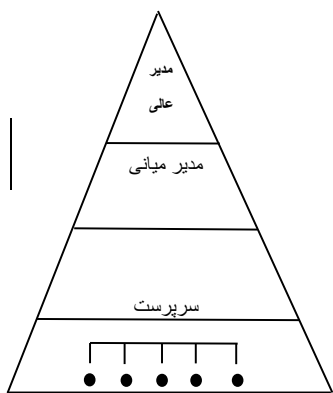 مدیر
عالی
مدیر میانی
سرپرست